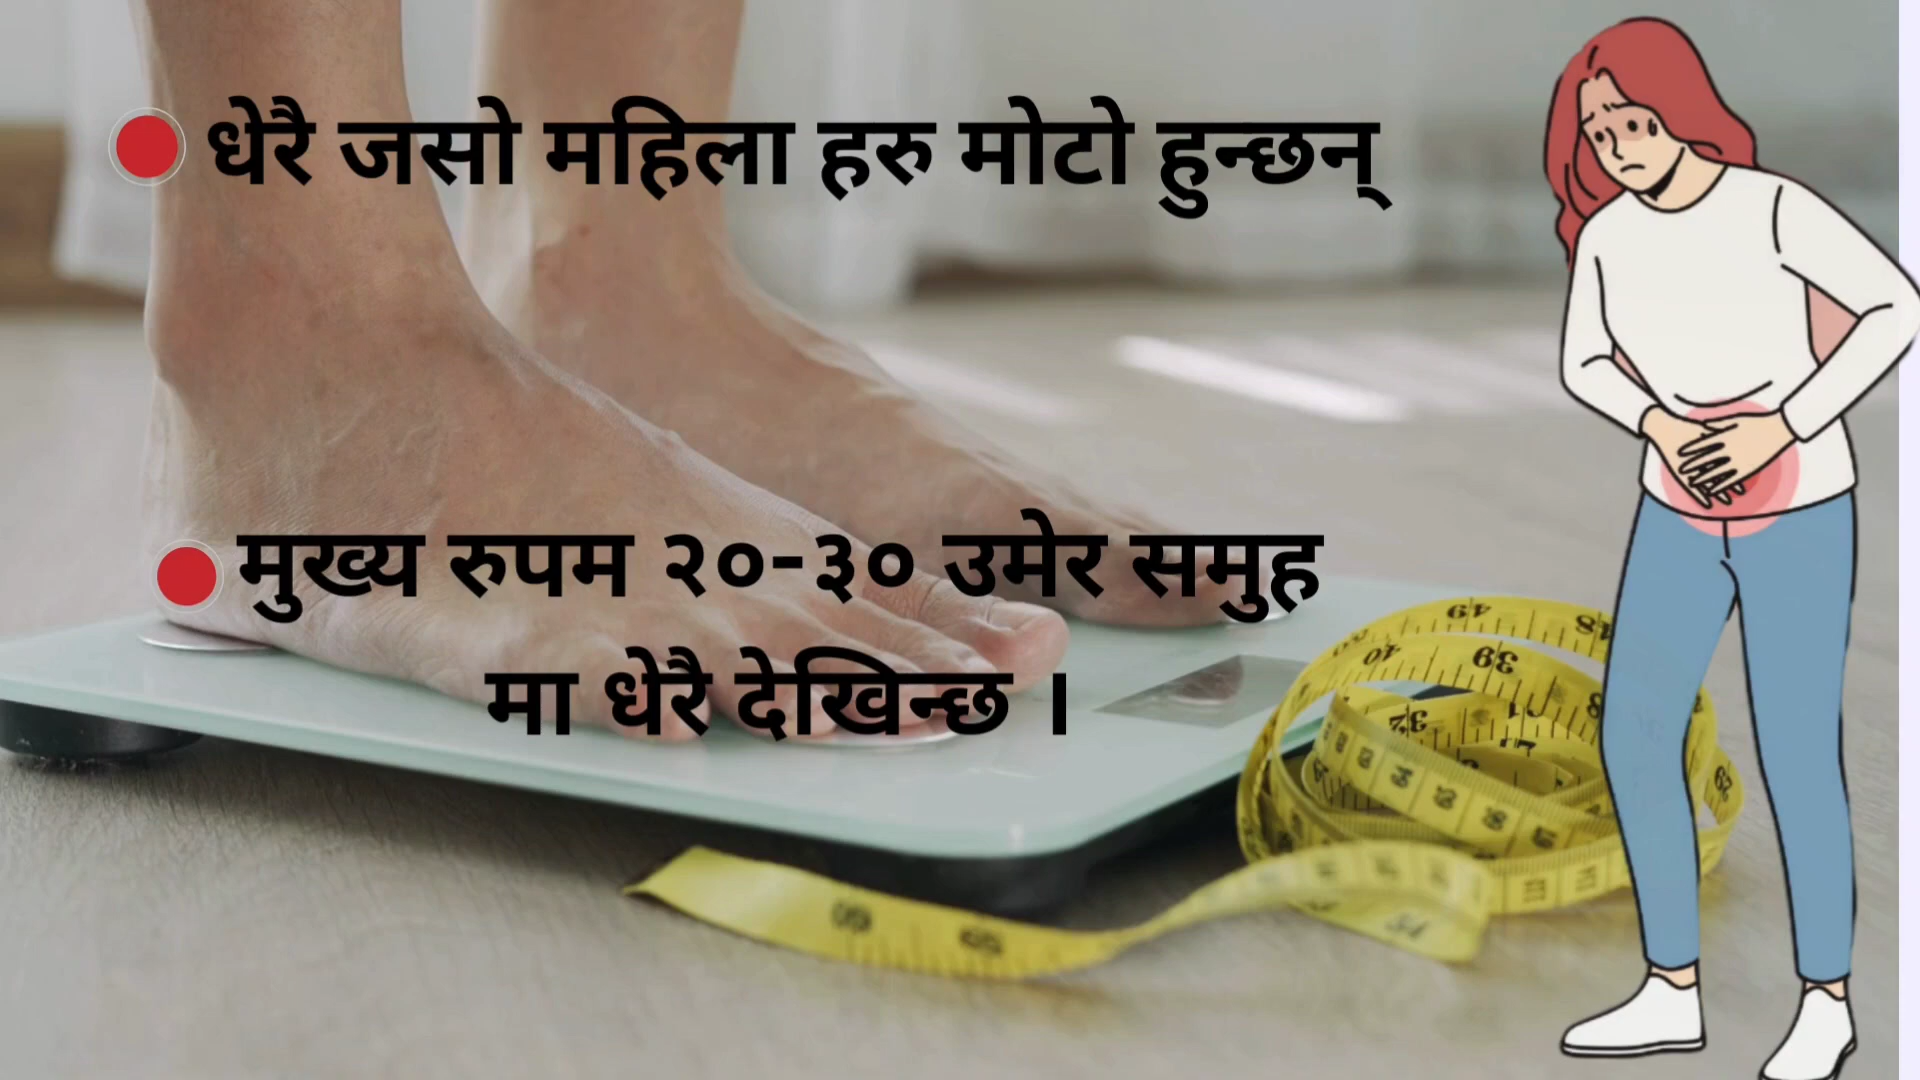 धेरै जसो महिला हरु मोटो हुन्छन्
मुख्य रुपम २०-३० उमेर समुह
मा धेरै देखिन्छ ।